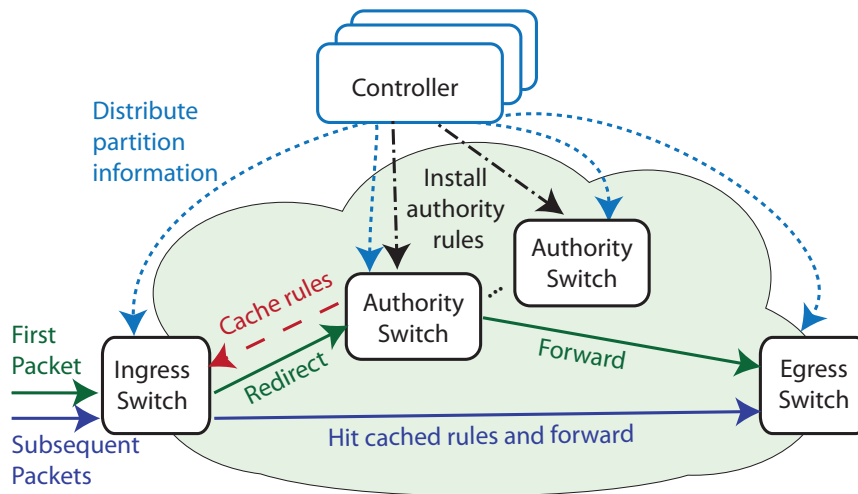 Controller
Distribute
partition
information
Install
authority
rules
Authority
Switch
Authority
Switch
Cache rules
First
Packet
Ingress
Switch
Redirect
Forward
Egress
Switch
Subsequent
Packets
Hit cached rules and forward